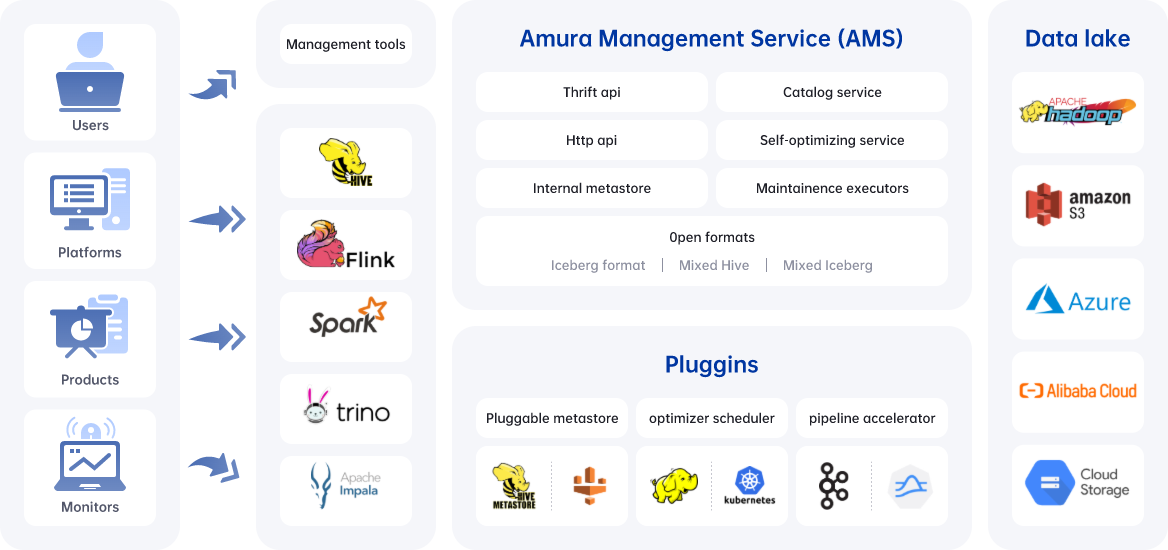 Users
Platforms
Products
Monitors
Management tools
HIVE
Flink
Spark
trino
Apache
Impala
Amura Management Service (AMS)
Thrift api
Catalog service
Http api
Self-optimizing service
Internal metastore
Maintainence executors
0pen formats
Iceberg format | Mixed Hive | Mixed Iceberg
Pluggins
Pluggable metastore
optimizer scheduler
pipeline accelerator
HIVE
METASTORE
kubernetes
Data lake
APACHE
hadoop
amazon
S3
Azure
Alibaba Cloud
Cloud
Storage